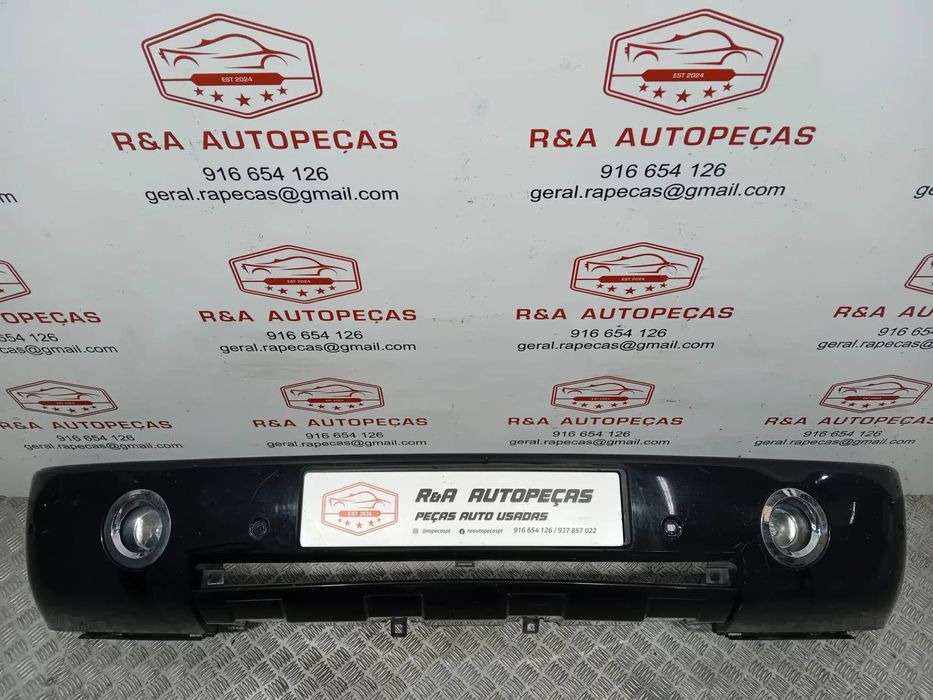 EST 2024
R&A AUTOPEÇAS
916 654 126
geral.rapecas@gmail.com
EST 2024
R&A AUTOPEÇAS
916 654 126
geral.rapecas@gmail.com
m
EST 2024
R&A AUTOPEÇAS
916 654 126
geral.rapecas@gmail.com
EST 2024
R&A AUTOPEÇAS
916 654 126
geral.rapecas@gmail.com
R&A AUTOPEÇAS
916 654 126
geral.rapecas@gmail.com
R&A AUTOPEÇAS
916 654 126
geral.rapecas@gmail.com
R&A AUTOPEÇAS
916 654 126
geral.rapecas@gmail.com
R&A AUTOPEÇAS
916 654 126
geral.rapecas@gmail.com
EST 2024
R&A AUTOPEÇAS
PEÇAS AUTO USADAS
@rapecaspt
raautopecaspt
916 654 126 / 937 857 022